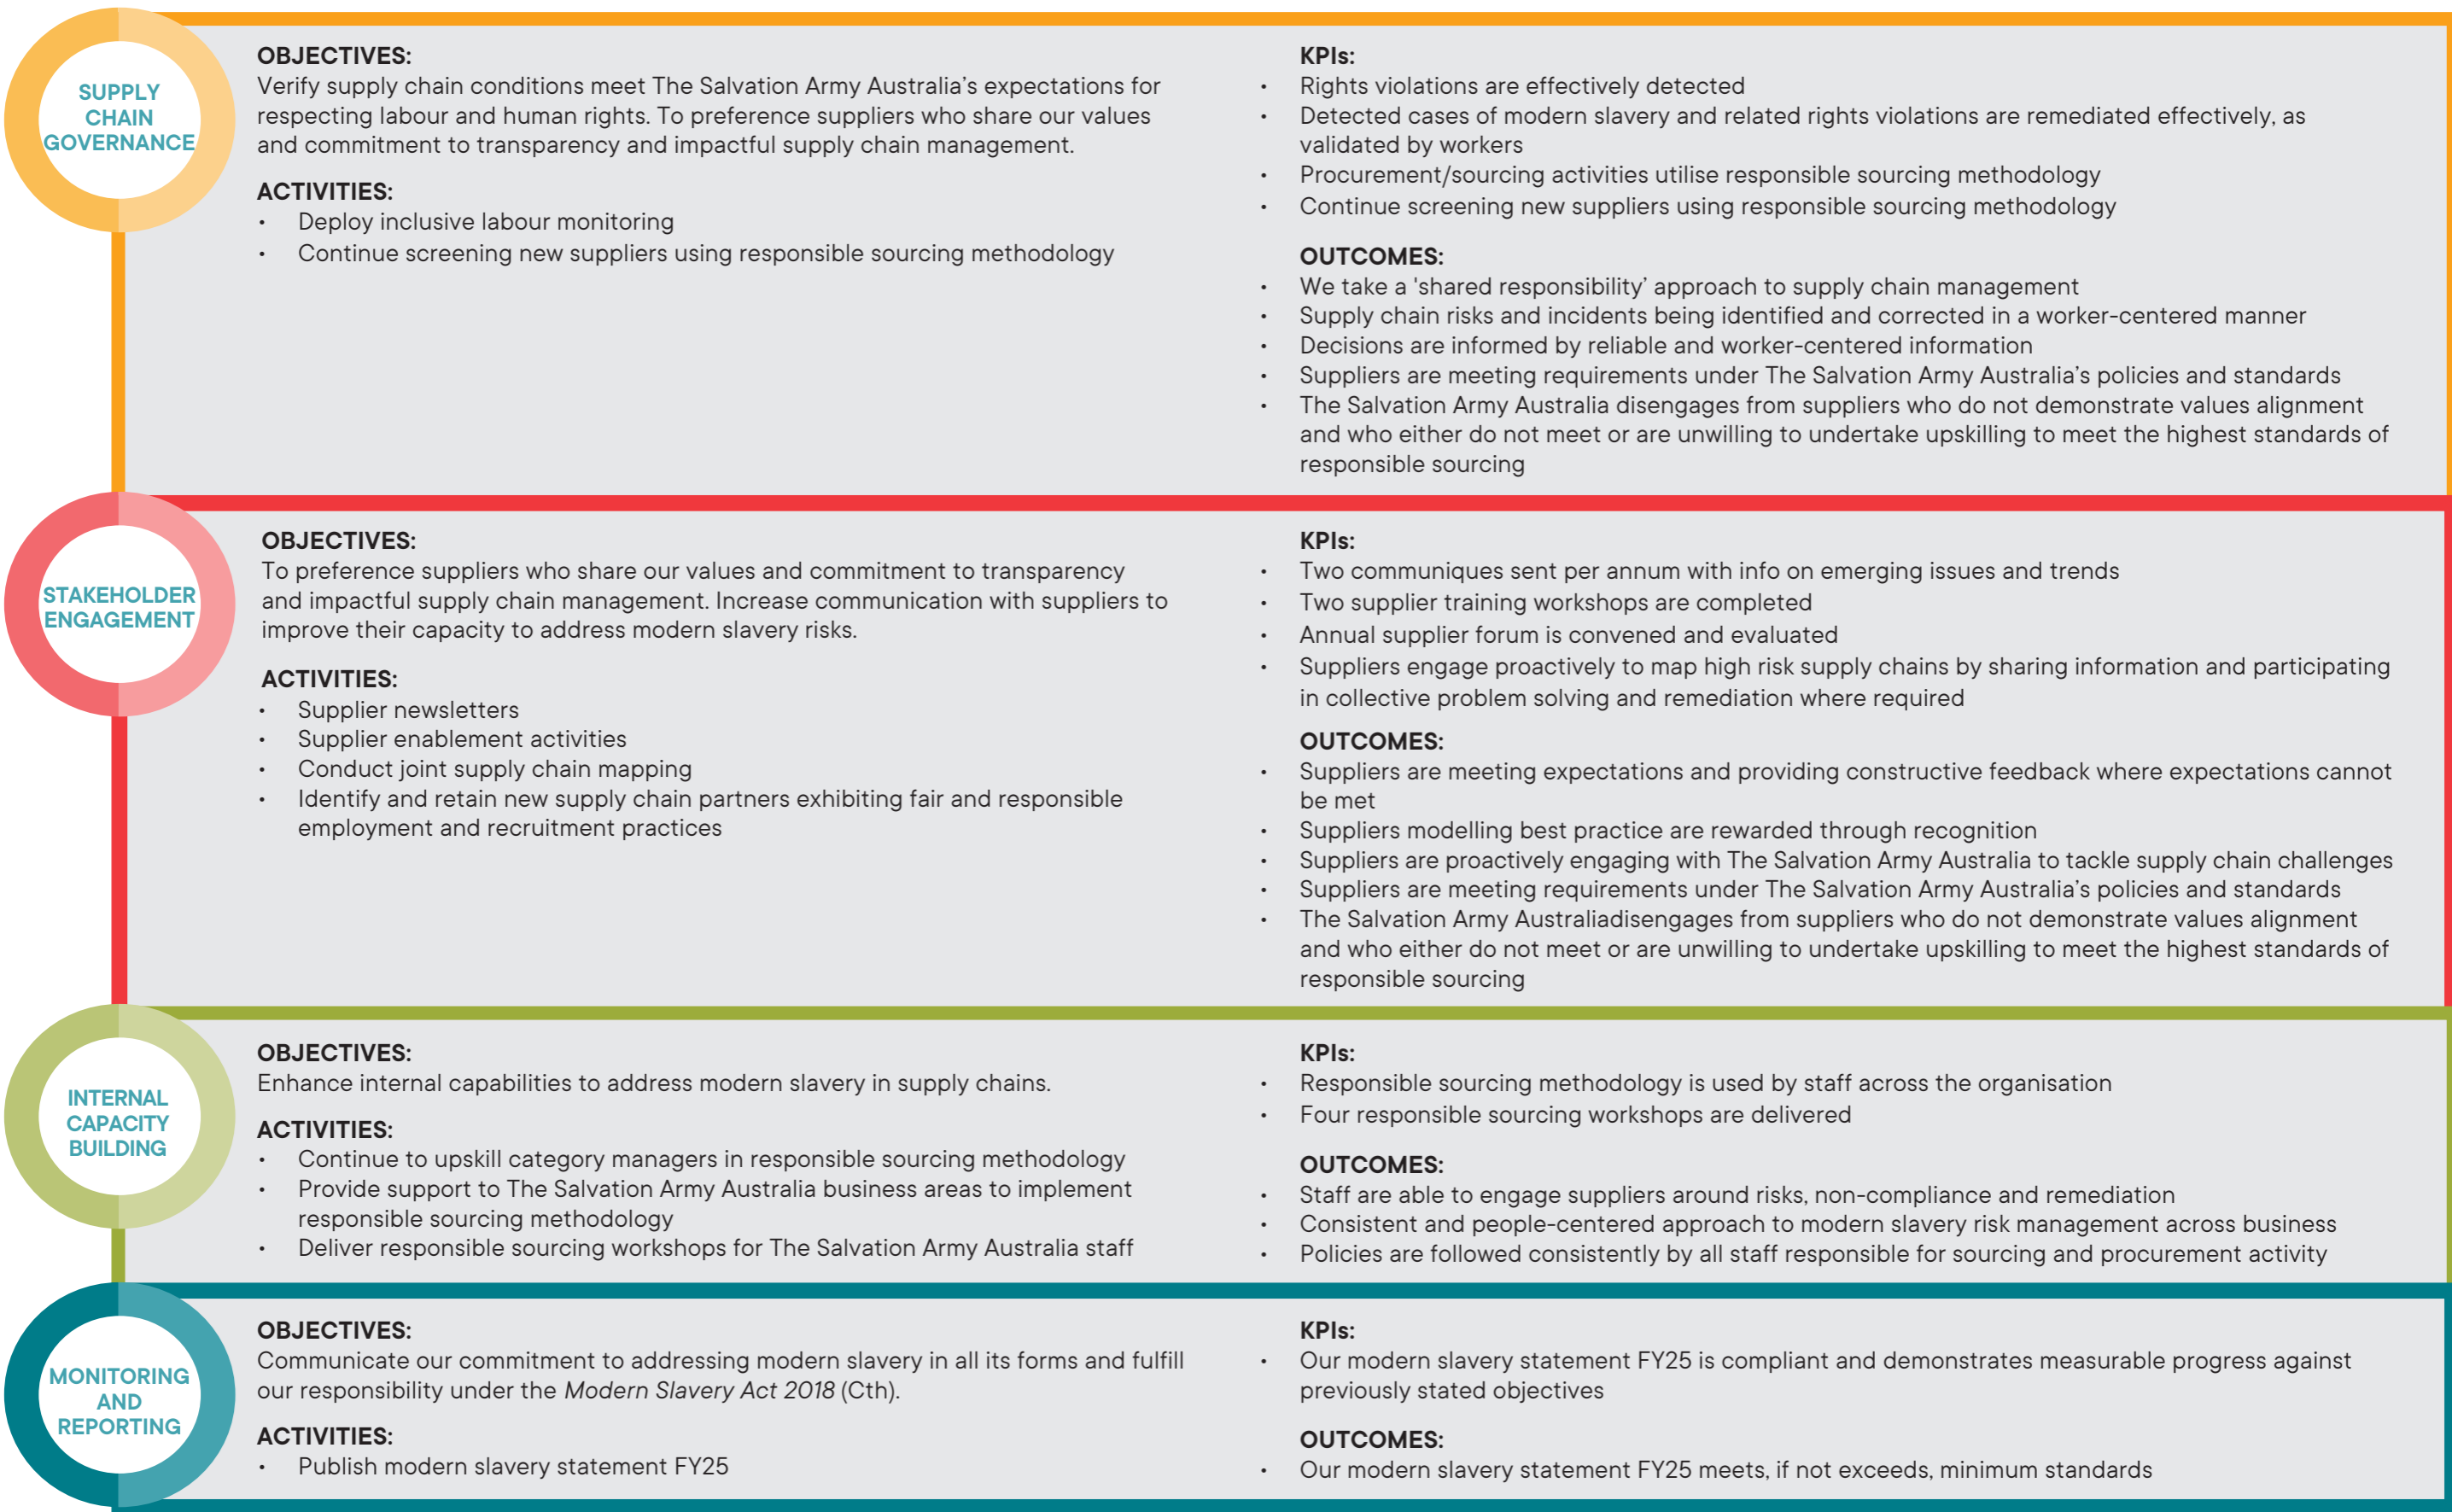 SUPPLY
CHAIN
GOVERNANCE
OBJECTIVES:
Verify supply chain conditions meet The Salvation Army Australia’s expectations for
respecting labour and human rights. To preference suppliers who share our values
and commitment to transparency and impactful supply chain management.
ACTIVITIES:
• Deploy inclusive labour monitoring
• Continue screening new suppliers using responsible sourcing methodology
KPIs:
• Rights violations are effectively detected
• Detected cases of modern slavery and related rights violations are remediated effectively, as
validated by workers
• Procurement/sourcing activities utilise responsible sourcing methodology
• Continue screening new suppliers using responsible sourcing methodology
OUTCOMES:
• We take a 'shared responsibility’ approach to supply chain management
• Supply chain risks and incidents being identified and corrected in a worker-centered manner
• Decisions are informed by reliable and worker-centered information
• Suppliers are meeting requirements under The Salvation Army Australia’s policies and standards
• The Salvation Army Australia disengages from suppliers who do not demonstrate values alignment
and who either do not meet or are unwilling to undertake upskilling to meet the highest standards of
responsible sourcing
STAKEHOLDER
ENGAGEMENT
OBJECTIVES:
To preference suppliers who share our values and commitment to transparency
and impactful supply chain management. Increase communication with suppliers to
improve their capacity to address modern slavery risks.
ACTIVITIES:
• Supplier newsletters
• Supplier enablement activities
• Conduct joint supply chain mapping
• Identify and retain new supply chain partners exhibiting fair and responsible
employment and recruitment practices
KPIs:
• Two communiques sent per annum with info on emerging issues and trends
• Two supplier training workshops are completed
• Annual supplier forum is convened and evaluated
• Suppliers engage proactively to map high risk supply chains by sharing information and participating
in collective problem solving and remediation where required
OUTCOMES:
• Suppliers are meeting expectations and providing constructive feedback where expectations cannot
be met
• Suppliers modelling best practice are rewarded through recognition
• Suppliers are proactively engaging with The Salvation Army Australia to tackle supply chain challenges
• Suppliers are meeting requirements under The Salvation Army Australia’s policies and standards
• The Salvation Army Australiadisengages from suppliers who do not demonstrate values alignment
and who either do not meet or are unwilling to undertake upskilling to meet the highest standards of
responsible sourcing
INTERNAL
CAPACITY
BUILDING
OBJECTIVES:
Enhance internal capabilities to address modern slavery in supply chains.
ACTIVITIES:
• Continue to upskill category managers in responsible sourcing methodology
• Provide support to The Salvation Army Australia business areas to implement
responsible sourcing methodology
• Deliver responsible sourcing workshops for The Salvation Army Australia staff
KPIs:
• Responsible sourcing methodology is used by staff across the organisation
• Four responsible sourcing workshops are delivered
OUTCOMES:
• Staff are able to engage suppliers around risks, non-compliance and remediation
• Consistent and people-centered approach to modern slavery risk management across business
• Policies are followed consistently by all staff responsible for sourcing and procurement activity
MONITORING
AND
REPORTING
OBJECTIVES:
Communicate our commitment to addressing modern slavery in all its forms and fulfill
our responsibility under the Modern Slavery Act 2018 (Cth).
ACTIVITIES:
• Publish modern slavery statement FY25
KPIs:
• Our modern slavery statement FY25 is compliant and demonstrates measurable progress against
previously stated objectives
OUTCOMES:
• Our modern slavery statement FY25 meets, if not exceeds, minimum standards